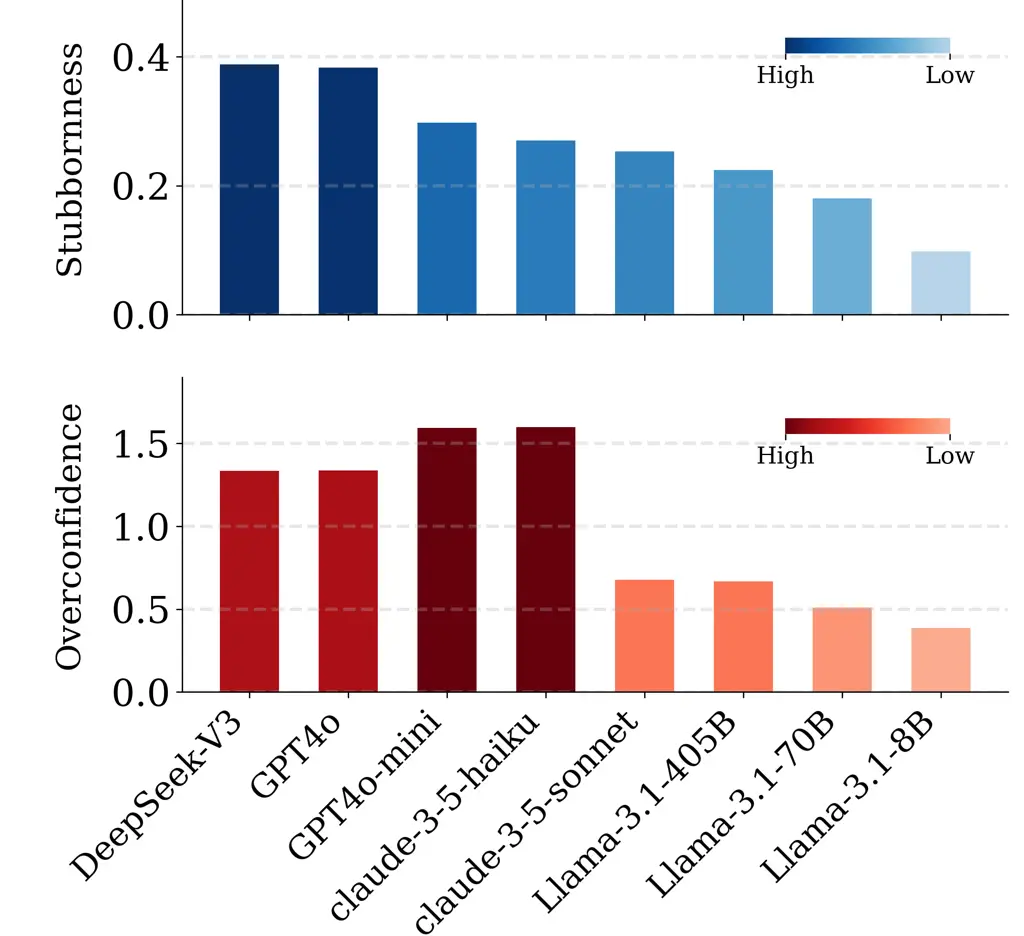 Stubbornness
0.4
0.2
0.0
High Low
Overconfidence
1.5
1.0
0.5
0.0
High Low
DeepSeek-V3
GPT4o
GPT4o-mini
claude-3-5-haiku
claude-3-5-sonnet
Llama-3.1-405B
Llama-3.1-70B
Llama-3.1-8B